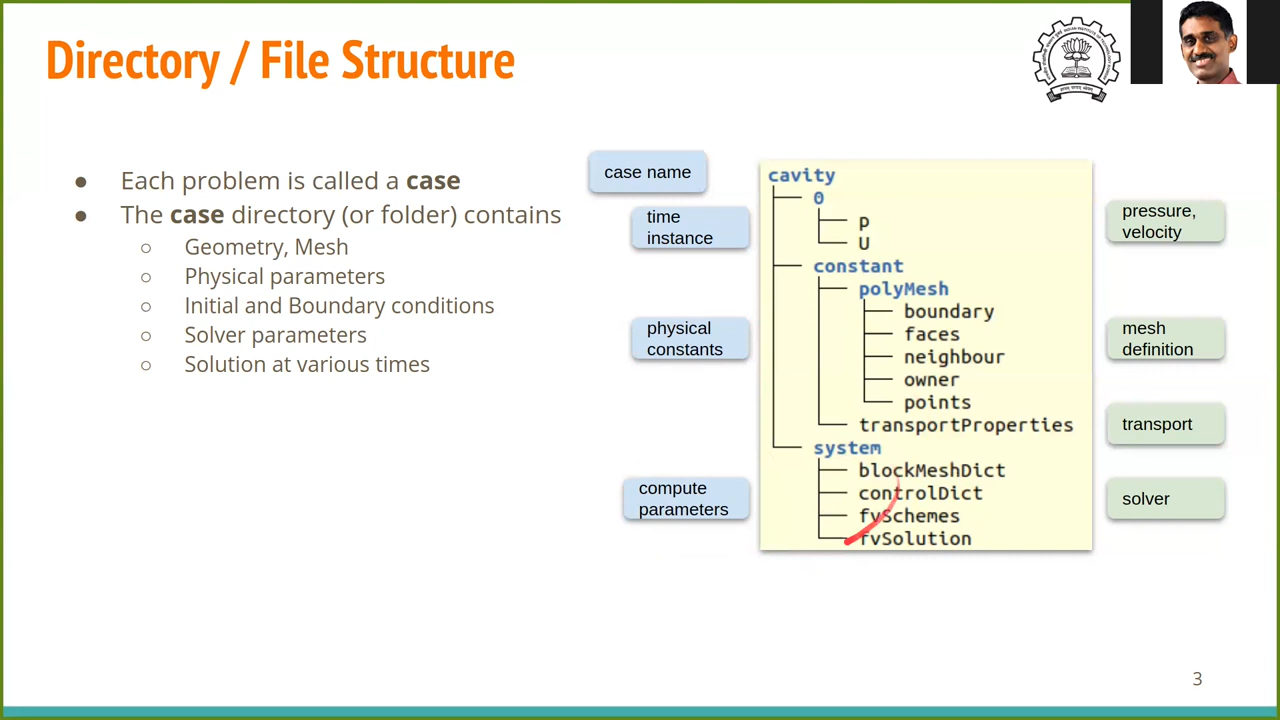 Directory / File Structure
● Each problem is called a case
● The case directory (or folder) contains
○ Geometry, Mesh
○ Physical parameters
○ Initial and Boundary conditions
○ Solver parameters
○ Solution at various times
case name
time
instance
physical
constants
compute
parameters
cavity
0
p
U
constant
polyMesh
boundary
faces
neighbour
owner
points
transportProperties
system
blockMeshDict
controlDict
fvSchemes
fvSolution
pressure,
velocity
mesh
definition
transport
solver
3